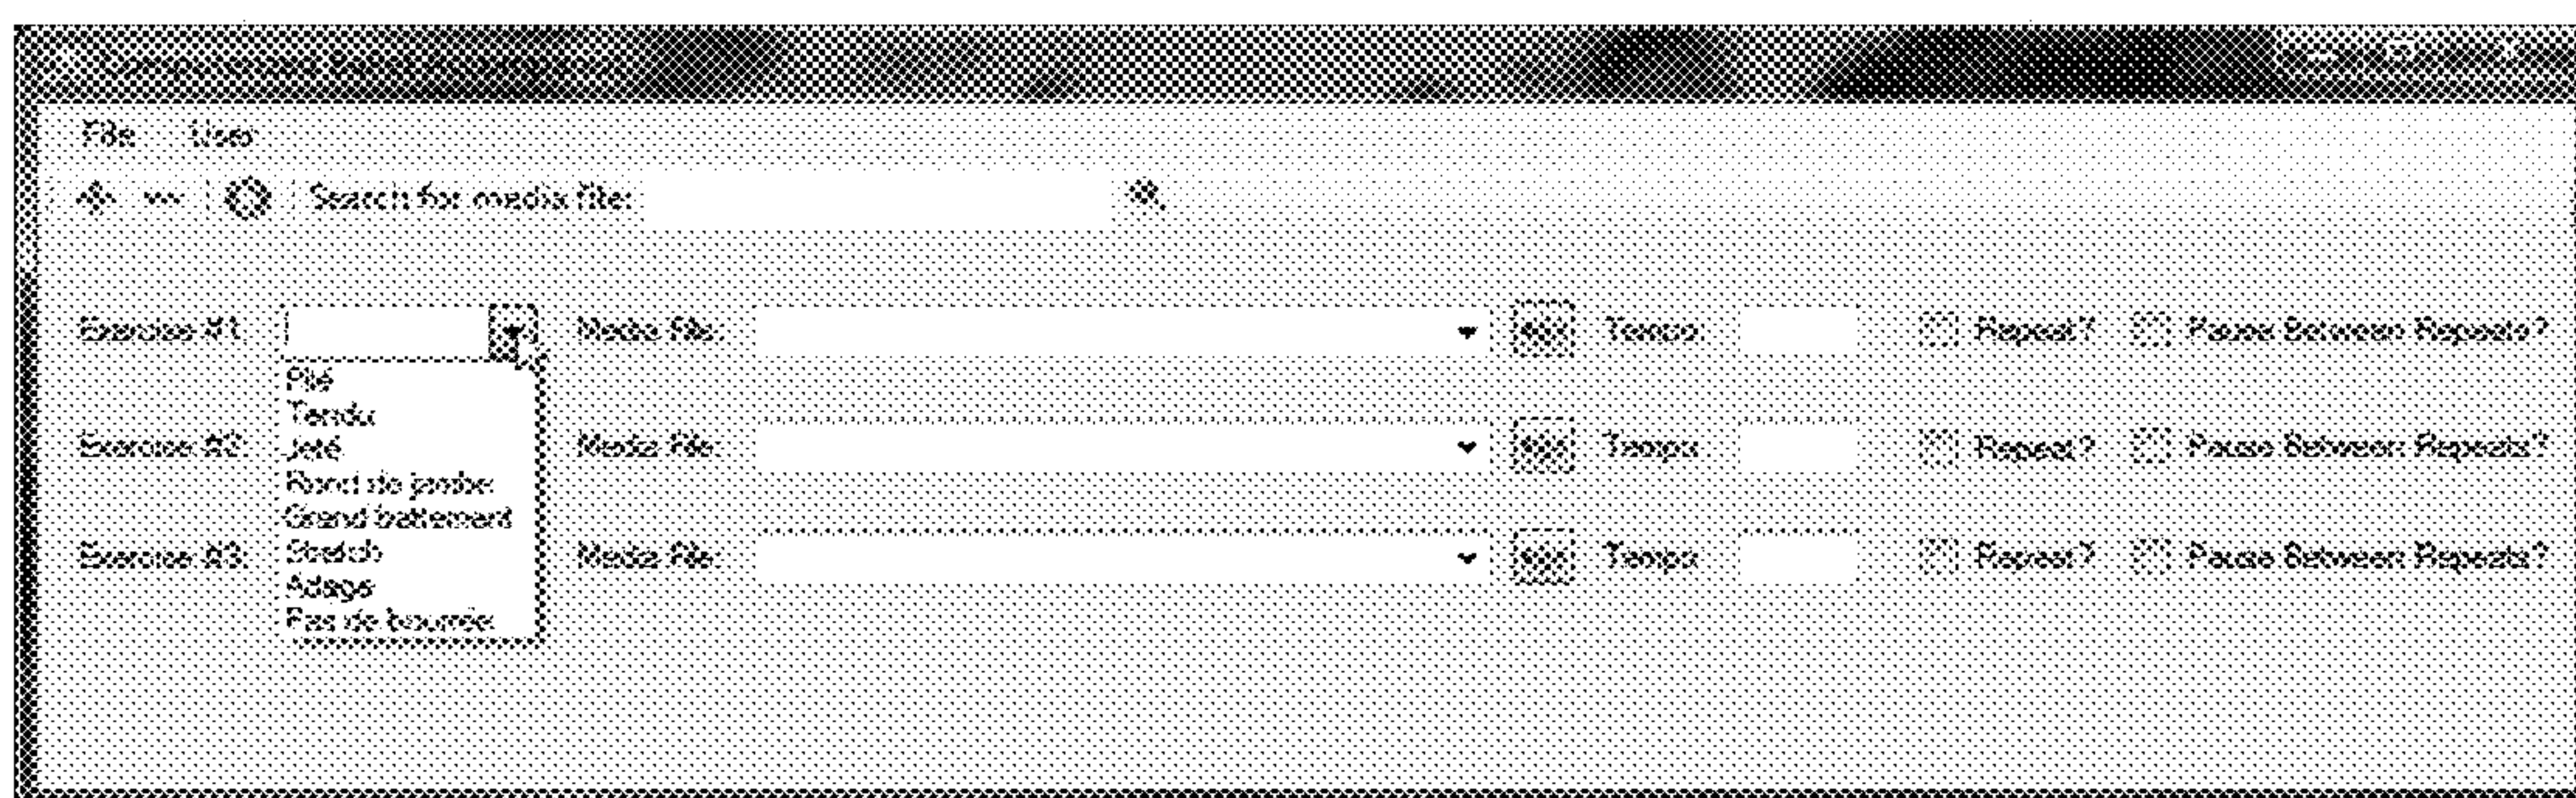 File User
Search for media file:
Exercise #1 Media File: Tempo: Repeat? Pause Between Repeats?
Plié
Tendu
Exercise #2 Jeté Media File: Tempo: Repeat? Pause Between Repeats?
Rond de jambe
Grand battement
Exercise #3 Stretch Media File: Tempo: Repeat? Pause Between Repeats?
Adage
Pas de bourrée